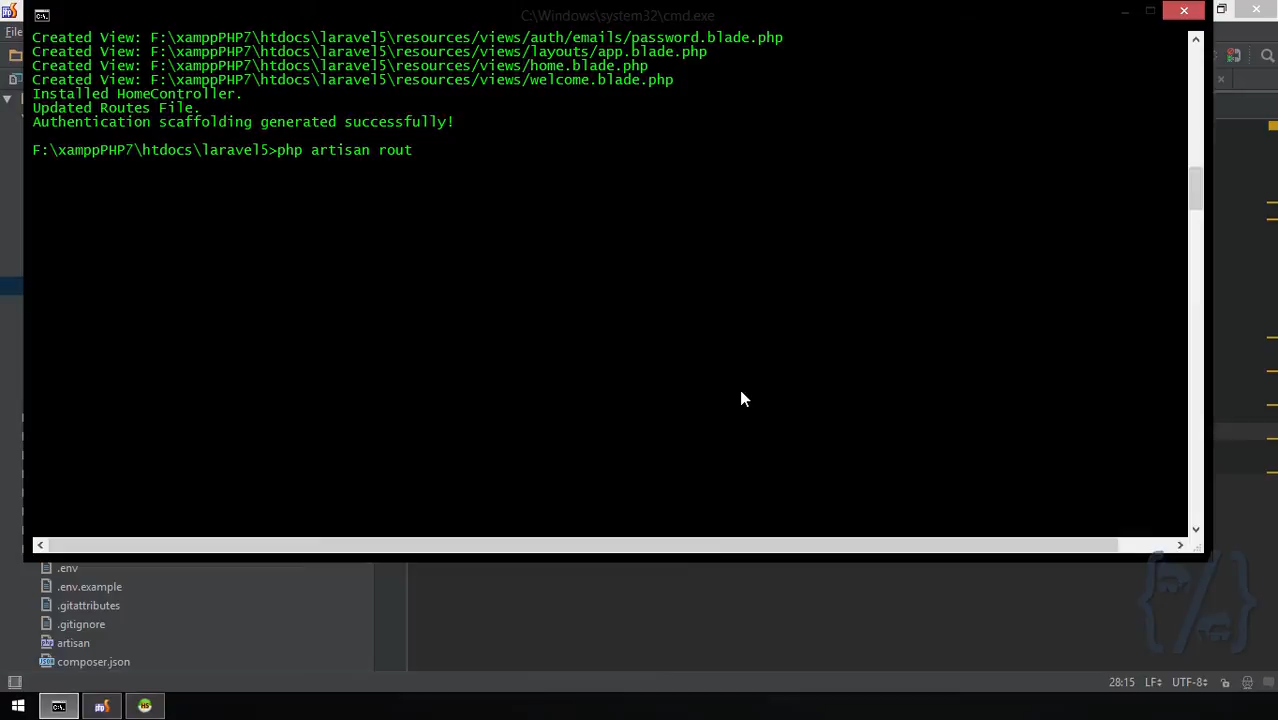 C:\Windows\system32\cmd.exe
File
Created View: F:\xamppPHP7\htdocs\laravel5\resources/views/auth/emails/password.blade.php
Created View: F:\xamppPHP7\htdocs\laravel5\resources/views/layouts/app.blade.php
Created View: F:\xamppPHP7\htdocs\laravel5\resources/views/home.blade.php
Created View: F:\xamppPHP7\htdocs\laravel5\resources/views/welcome.blade.php
Installed HomeController.
Updated Routes File.
Authentication scaffolding generated successfully!
F:\xamppPHP7\htdocs\laravel5>php artisan rout
.env
.env.example
.gitattributes
.gitignore
artisan
composer.json
28:15 LF UTF-8